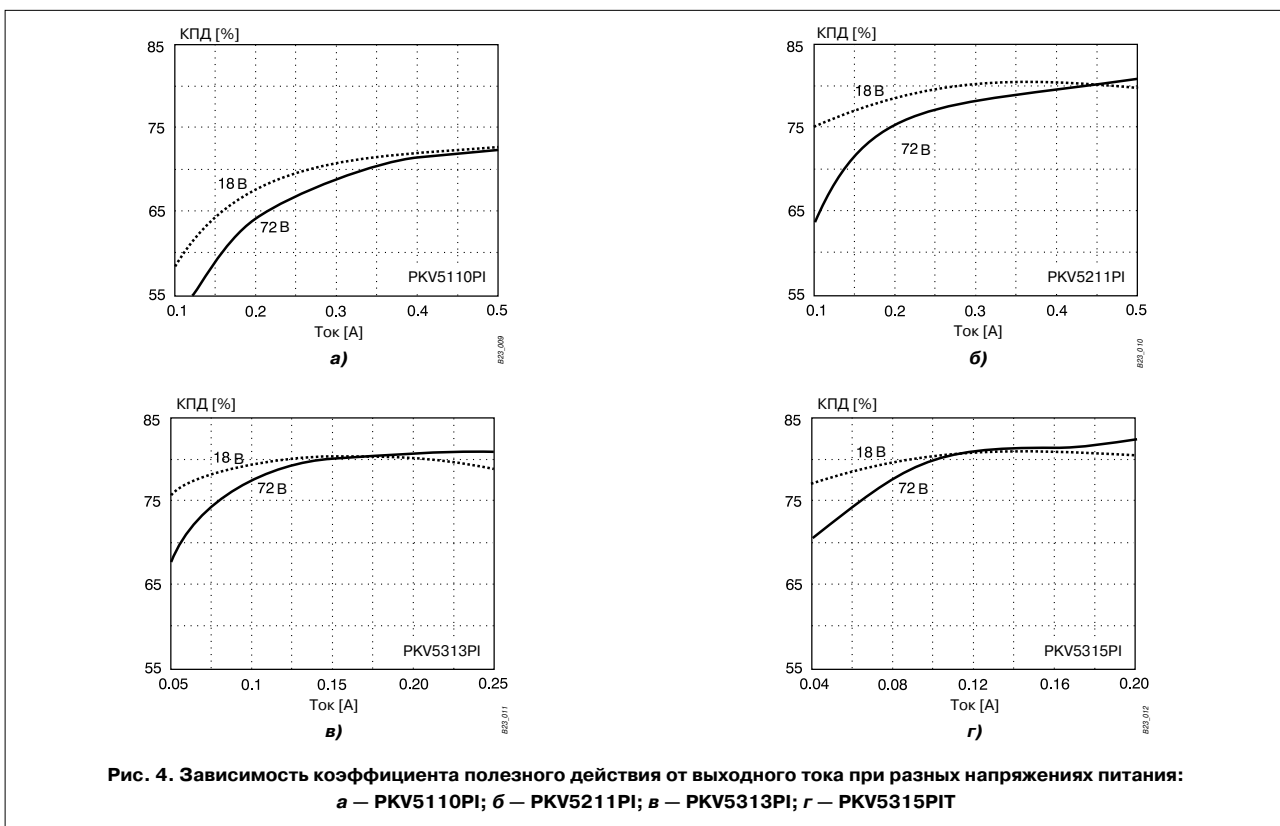 КПД [%]
85
75
65
55
18 В
72 В
PKV5110PI
0.1
0.2
0.3
0.4
0.5
Ток [А]
B23_009
а)
КПД [%]
85
75
65
55
18 В
72 В
PKV5211PI
0.1
0.2
0.3
0.4
0.5
Ток [А]
B23_010
б)
КПД [%]
85
75
65
55
18 В
72 В
PKV5313PI
0.05
0.1
0.15
0.20
0.25
Ток [А]
B23_011
в)
КПД [%]
85
75
65
55
18 В
72 В
PKV5315PI
0.04
0.08
0.12
0.16
0.20
Ток [А]
B23_012
г)
Рис. 4. Зависимость коэффициента полезного действия от выходного тока при разных напряжениях питания:
а — PKV5110PI; б — PKV5211PI; в — PKV5313PI; г — PKV5315PIT